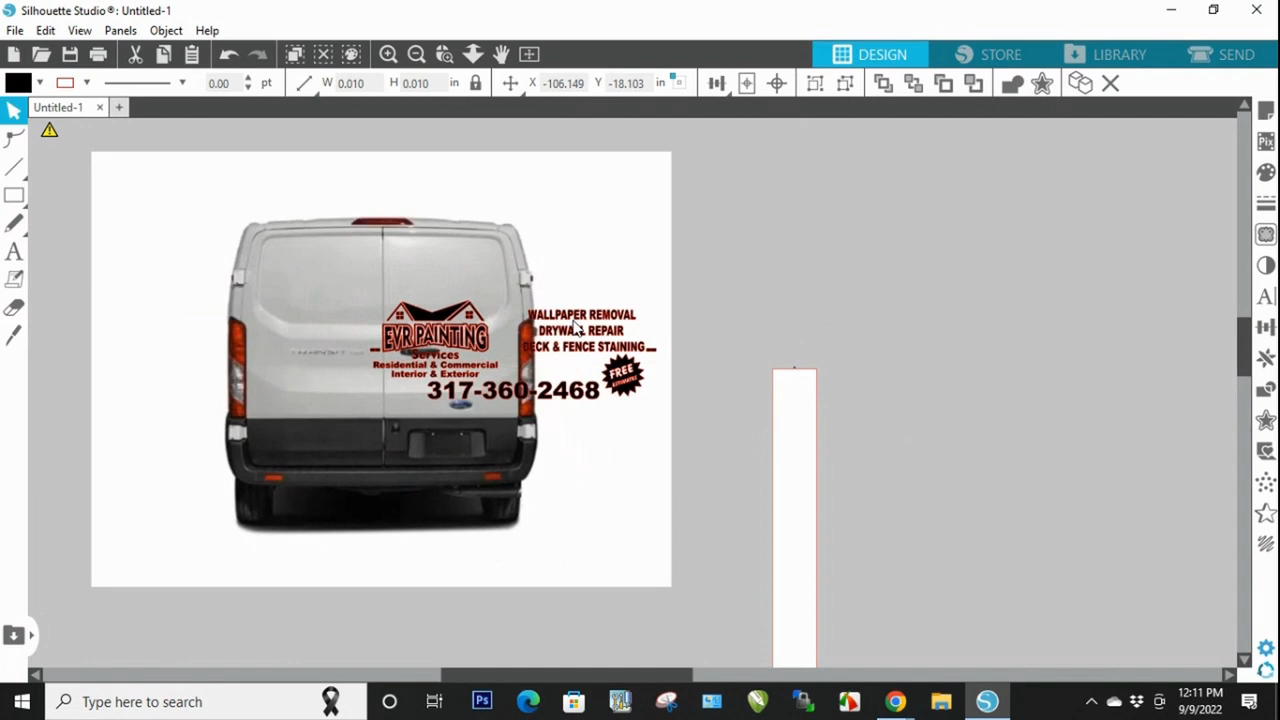 Silhouette Studio®: Untitled-1
File Edit View Panels Object Help
DESIGN STORE LIBRARY SEND
0.00 pt W 0.010 H 0.010 in X -106.149 Y -18.103 in
Untitled-1
EVR PAINTING
Services
Residential & Commercial
Interior & Exterior
WALLPAPER REMOVAL
DRYWALL REPAIR
DECK & FENCE STAINING
FREE
ESTIMATES
317-360-2468
Pix
Type here to search
Ps
12:11 PM
9/9/2022